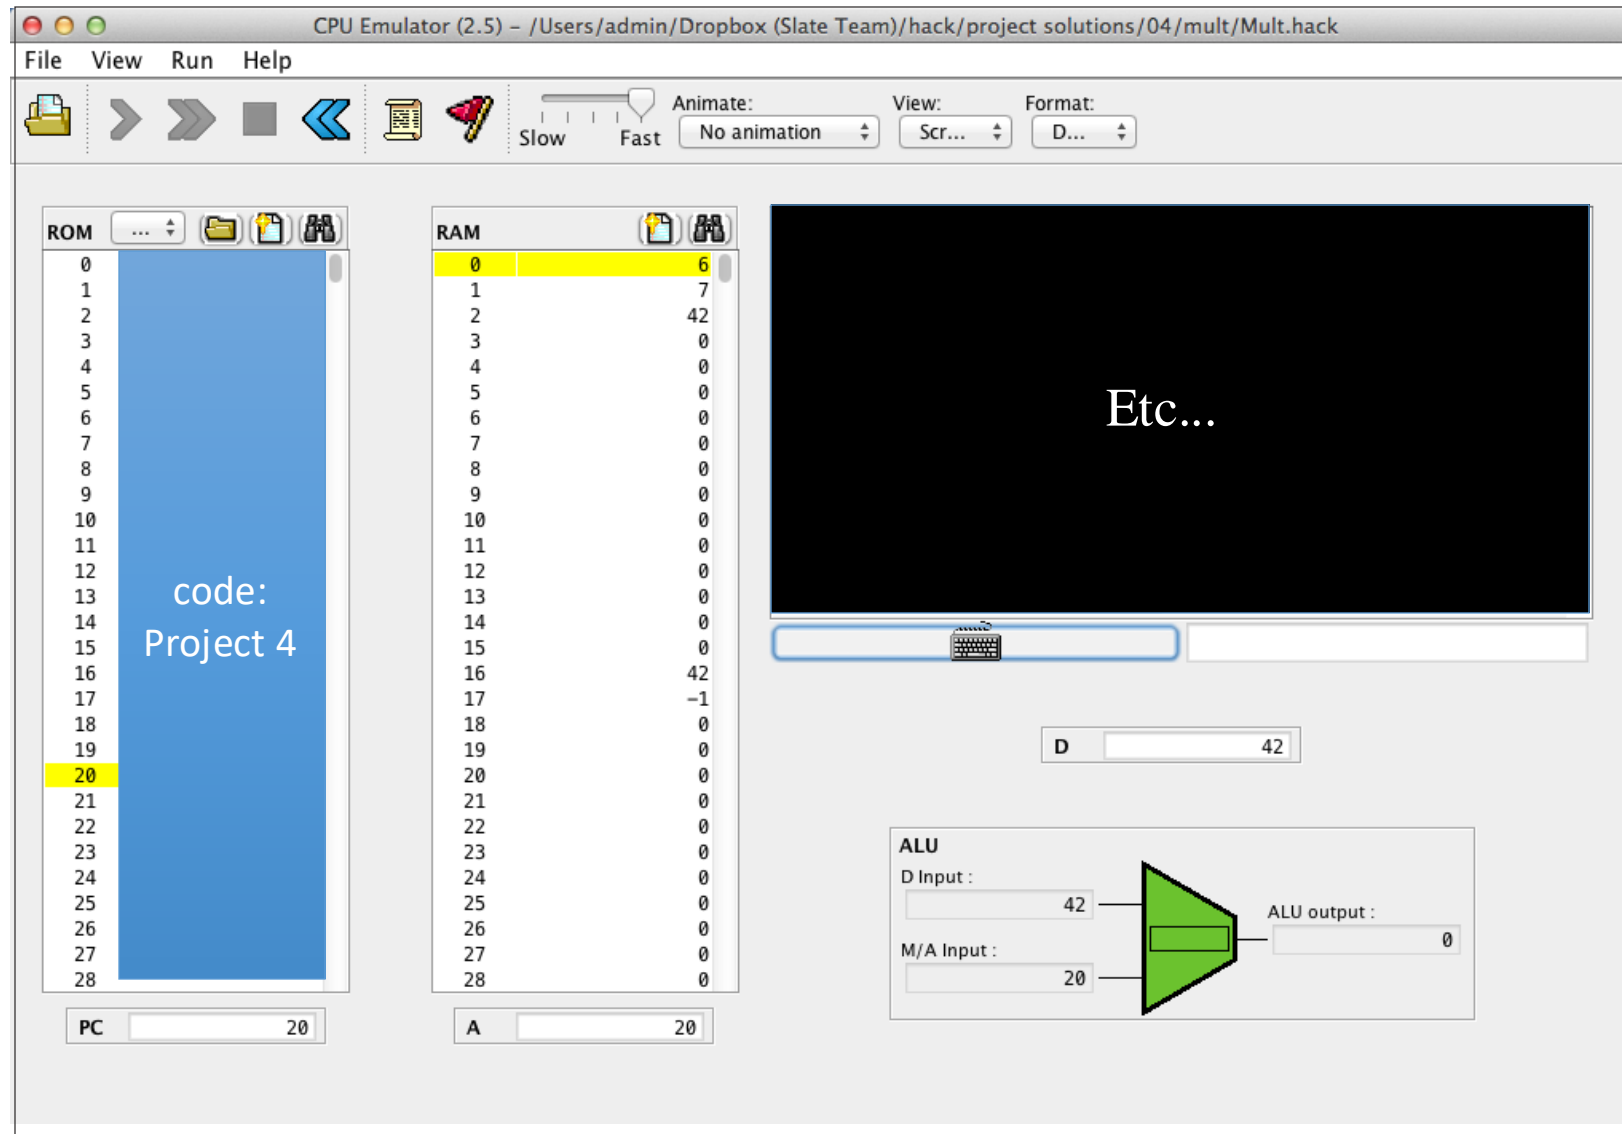 CPU Emulator (2.5) – /Users/admin/Dropbox (Slate Team)/hack/project solutions/04/mult/Mult.hack
File View Run Help
Slow Fast
Animate:
No animation
View:
Scr...
Format:
D...
ROM ...
0
1
2
3
4
5
6
7
8
9
10
11
12
13
14
15
16
17
18
19
20
21
22
23
24
25
26
27
28
code:
Project 4
PC 20
RAM
0 6
1 7
2 42
3 0
4 0
5 0
6 0
7 0
8 0
9 0
10 0
11 0
12 0
13 0
14 0
15 0
16 42
17 -1
18 0
19 0
20 0
21 0
22 0
23 0
24 0
25 0
26 0
27 0
28 0
A 20
Etc...
D 42
ALU
D Input :
42
M/A Input :
20
ALU output :
0